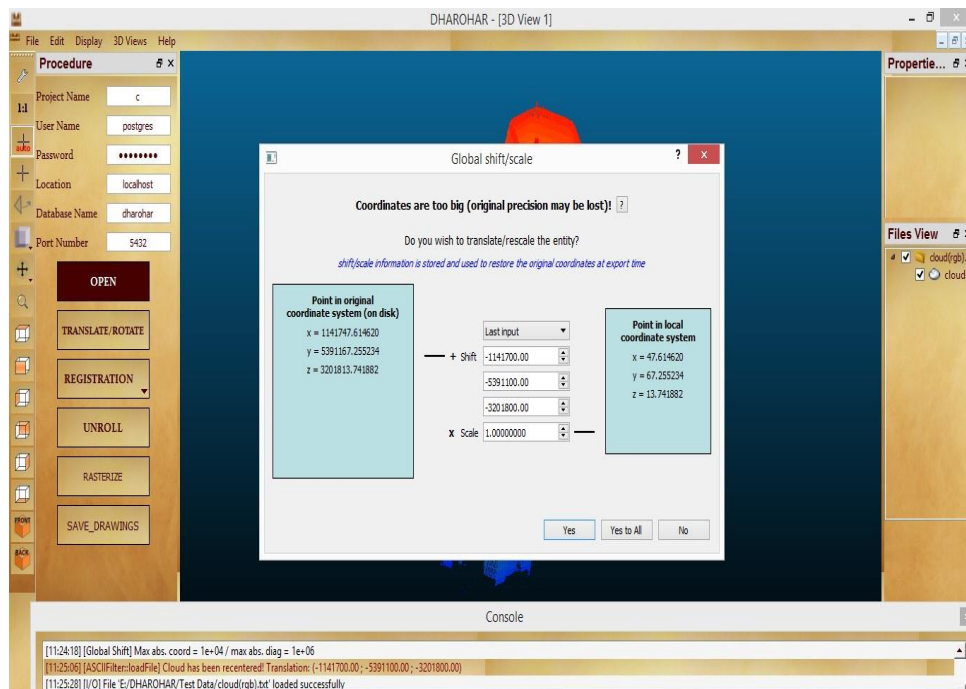 DHAROHAR - [3D View 1]
File Edit Display 3D Views Help
Procedure
Project Name c
User Name postgres
Password ••••••••
Location localhost
Database Name dharohar
Port Number 5432
OPEN
TRANSLATE/ROTATE
REGISTRATION
UNROLL
RASTERIZE
SAVE_DRAWINGS
1:1
AUTO
FRONT
BACK
Global shift/scale
Coordinates are too big (original precision may be lost)! ?
Do you wish to translate/rescale the entity?
shift/scale information is stored and used to restore the original coordinates at export time
Point in original
coordinate system (on disk)
x = 1141747.614620
y = 5391167.255234
z = 3201813.741882
Last input
+ Shift -1141700.00
-5391100.00
-3201800.00
x Scale 1.00000000
Point in local
coordinate system
x = 47.614620
y = 67.255234
z = 13.741882
Yes Yes to All No
Propertie...
Files View
cloud(rgb).
cloud
Console
[11:24:18] [Global Shift] Max abs. coord = 1e+04 / max abs. diag = 1e+06
[11:25:06] [ASCIIFilter::loadFile] Cloud has been recentered! Translation: (-1141700.00 ; -5391100.00 ; -3201800.00)
[11:25:28] [I/O] File 'E:/DHAROHAR/Test Data/cloud(rgb).txt' loaded successfully